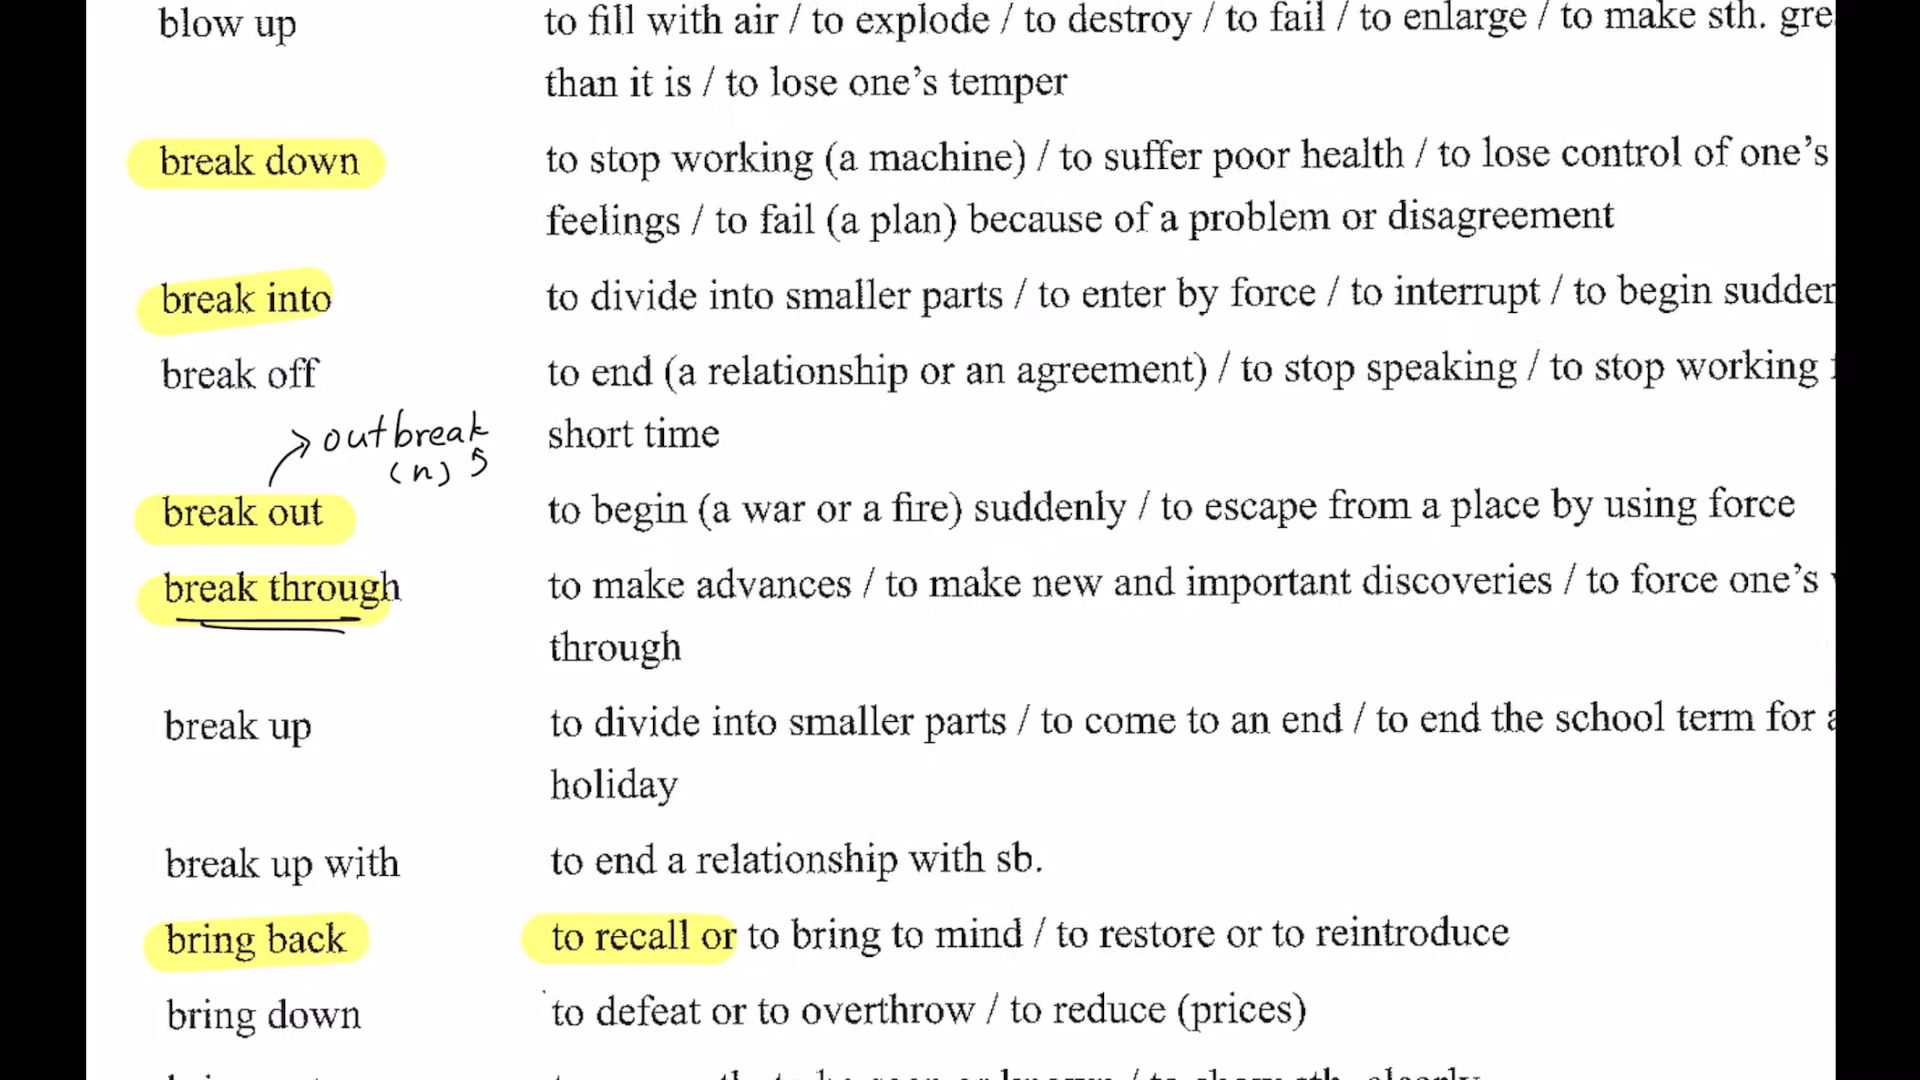 blow up to fill with air / to explode / to destroy / to fail / to enlarge / to make sth. gre
than it is / to lose one's temper
break down to stop working (a machine) / to suffer poor health / to lose control of one's
feelings / to fail (a plan) because of a problem or disagreement
break into to divide into smaller parts / to enter by force / to interrupt / to begin sudden
break off to end (a relationship or an agreement) / to stop speaking / to stop working
short time
outbreak
(n)
break out to begin (a war or a fire) suddenly / to escape from a place by using force
break through to make advances / to make new and important discoveries / to force one's
through
break up to divide into smaller parts / to come to an end / to end the school term for a
holiday
break up with to end a relationship with sb.
bring back to recall or to bring to mind / to restore or to reintroduce
bring down to defeat or to overthrow / to reduce (prices)